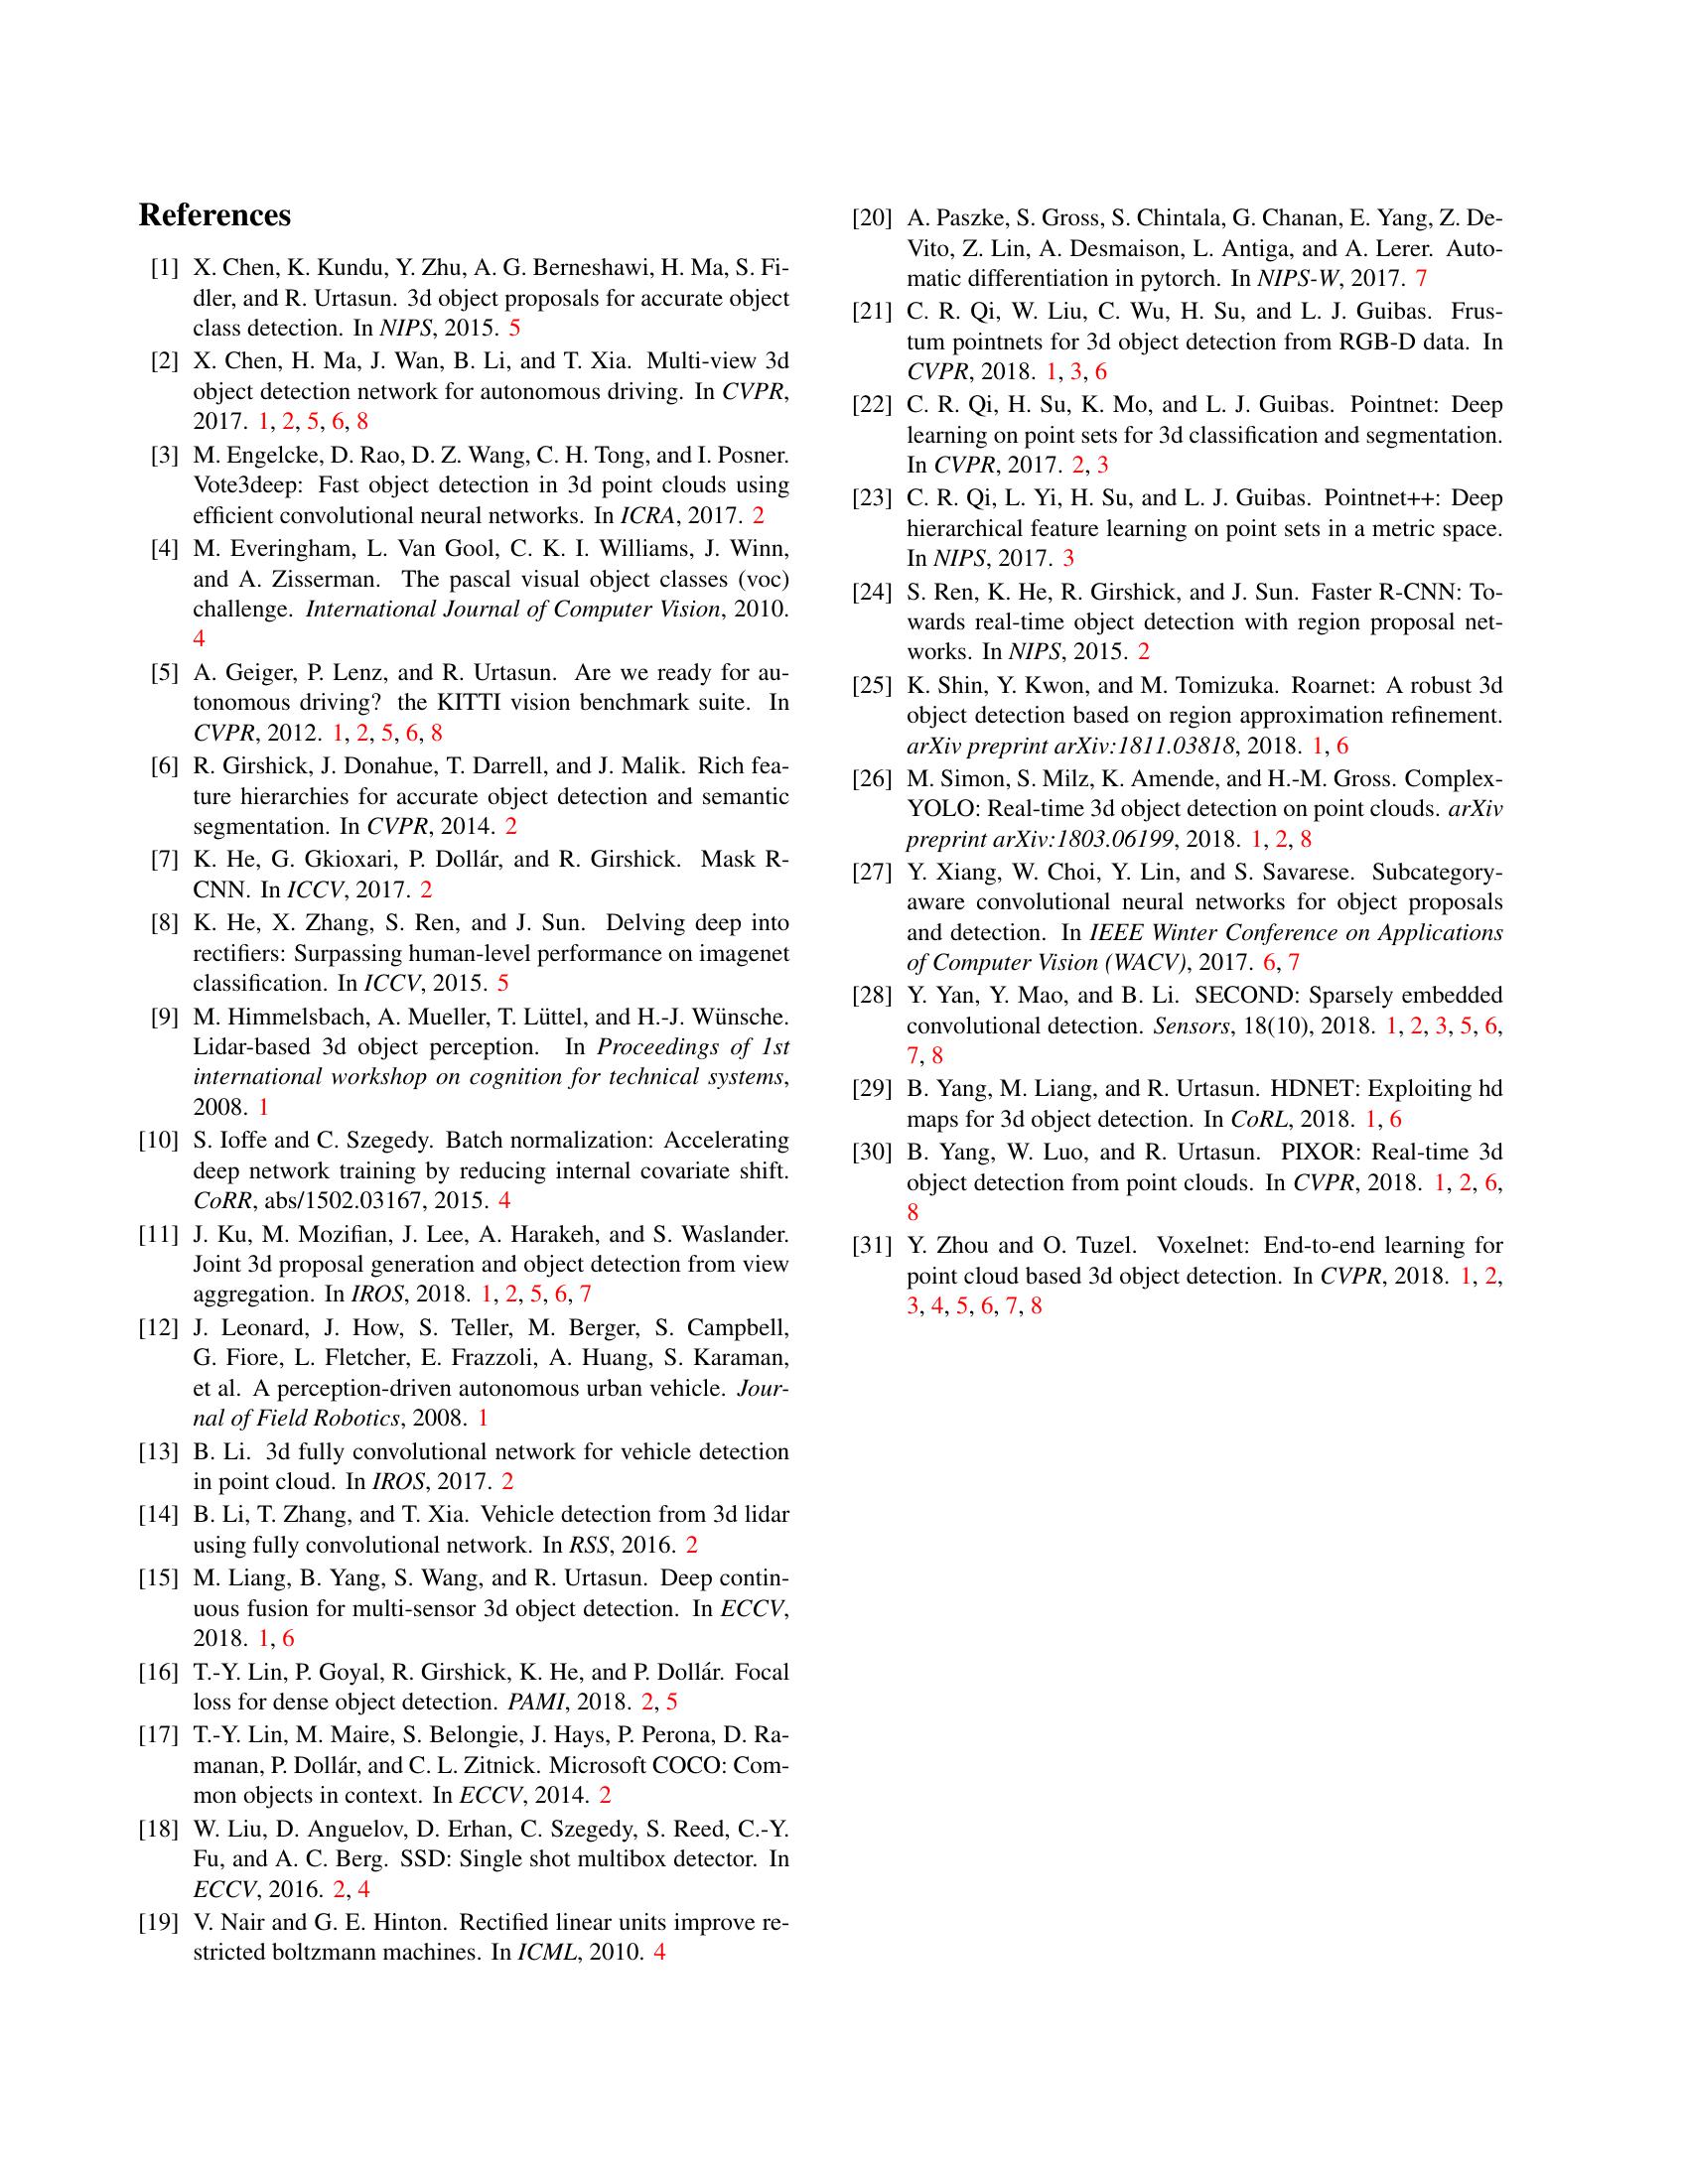 References
[1] X. Chen, K. Kundu, Y. Zhu, A. G. Berneshawi, H. Ma, S. Fi-
dler, and R. Urtasun. 3d object proposals for accurate object
class detection. In NIPS, 2015. 5
[2] X. Chen, H. Ma, J. Wan, B. Li, and T. Xia. Multi-view 3d
object detection network for autonomous driving. In CVPR,
2017. 1, 2, 5, 6, 8
[3] M. Engelcke, D. Rao, D. Z. Wang, C. H. Tong, and I. Posner.
Vote3deep: Fast object detection in 3d point clouds using
efficient convolutional neural networks. In ICRA, 2017. 2
[4] M. Everingham, L. Van Gool, C. K. I. Williams, J. Winn,
and A. Zisserman. The pascal visual object classes (voc)
challenge. International Journal of Computer Vision, 2010.
4
[5] A. Geiger, P. Lenz, and R. Urtasun. Are we ready for au-
tonomous driving? the KITTI vision benchmark suite. In
CVPR, 2012. 1, 2, 5, 6, 8
[6] R. Girshick, J. Donahue, T. Darrell, and J. Malik. Rich fea-
ture hierarchies for accurate object detection and semantic
segmentation. In CVPR, 2014. 2
[7] K. He, G. Gkioxari, P. Dollár, and R. Girshick. Mask R-
CNN. In ICCV, 2017. 2
[8] K. He, X. Zhang, S. Ren, and J. Sun. Delving deep into
rectifiers: Surpassing human-level performance on imagenet
classification. In ICCV, 2015. 5
[9] M. Himmelsbach, A. Mueller, T. Lüttel, and H.-J. Wünsche.
Lidar-based 3d object perception. In Proceedings of 1st
international workshop on cognition for technical systems,
2008. 1
[10] S. Ioffe and C. Szegedy. Batch normalization: Accelerating
deep network training by reducing internal covariate shift.
CoRR, abs/1502.03167, 2015. 4
[11] J. Ku, M. Mozifian, J. Lee, A. Harakeh, and S. Waslander.
Joint 3d proposal generation and object detection from view
aggregation. In IROS, 2018. 1, 2, 5, 6, 7
[12] J. Leonard, J. How, S. Teller, M. Berger, S. Campbell,
G. Fiore, L. Fletcher, E. Frazzoli, A. Huang, S. Karaman,
et al. A perception-driven autonomous urban vehicle. Jour-
nal of Field Robotics, 2008. 1
[13] B. Li. 3d fully convolutional network for vehicle detection
in point cloud. In IROS, 2017. 2
[14] B. Li, T. Zhang, and T. Xia. Vehicle detection from 3d lidar
using fully convolutional network. In RSS, 2016. 2
[15] M. Liang, B. Yang, S. Wang, and R. Urtasun. Deep contin-
uous fusion for multi-sensor 3d object detection. In ECCV,
2018. 1, 6
[16] T.-Y. Lin, P. Goyal, R. Girshick, K. He, and P. Dollár. Focal
loss for dense object detection. PAMI, 2018. 2, 5
[17] T.-Y. Lin, M. Maire, S. Belongie, J. Hays, P. Perona, D. Ra-
manan, P. Dollár, and C. L. Zitnick. Microsoft COCO: Com-
mon objects in context. In ECCV, 2014. 2
[18] W. Liu, D. Anguelov, D. Erhan, C. Szegedy, S. Reed, C.-Y.
Fu, and A. C. Berg. SSD: Single shot multibox detector. In
ECCV, 2016. 2, 4
[19] V. Nair and G. E. Hinton. Rectified linear units improve re-
stricted boltzmann machines. In ICML, 2010. 4
[20] A. Paszke, S. Gross, S. Chintala, G. Chanan, E. Yang, Z. De-
Vito, Z. Lin, A. Desmaison, L. Antiga, and A. Lerer. Auto-
matic differentiation in pytorch. In NIPS-W, 2017. 7
[21] C. R. Qi, W. Liu, C. Wu, H. Su, and L. J. Guibas. Frus-
tum pointnets for 3d object detection from RGB-D data. In
CVPR, 2018. 1, 3, 6
[22] C. R. Qi, H. Su, K. Mo, and L. J. Guibas. Pointnet: Deep
learning on point sets for 3d classification and segmentation.
In CVPR, 2017. 2, 3
[23] C. R. Qi, L. Yi, H. Su, and L. J. Guibas. Pointnet++: Deep
hierarchical feature learning on point sets in a metric space.
In NIPS, 2017. 3
[24] S. Ren, K. He, R. Girshick, and J. Sun. Faster R-CNN: To-
wards real-time object detection with region proposal net-
works. In NIPS, 2015. 2
[25] K. Shin, Y. Kwon, and M. Tomizuka. Roarnet: A robust 3d
object detection based on region approximation refinement.
arXiv preprint arXiv:1811.03818, 2018. 1, 6
[26] M. Simon, S. Milz, K. Amende, and H.-M. Gross. Complex-
YOLO: Real-time 3d object detection on point clouds. arXiv
preprint arXiv:1803.06199, 2018. 1, 2, 8
[27] Y. Xiang, W. Choi, Y. Lin, and S. Savarese. Subcategory-
aware convolutional neural networks for object proposals
and detection. In IEEE Winter Conference on Applications
of Computer Vision (WACV), 2017. 6, 7
[28] Y. Yan, Y. Mao, and B. Li. SECOND: Sparsely embedded
convolutional detection. Sensors, 18(10), 2018. 1, 2, 3, 5, 6,
7, 8
[29] B. Yang, M. Liang, and R. Urtasun. HDNET: Exploiting hd
maps for 3d object detection. In CoRL, 2018. 1, 6
[30] B. Yang, W. Luo, and R. Urtasun. PIXOR: Real-time 3d
object detection from point clouds. In CVPR, 2018. 1, 2, 6,
8
[31] Y. Zhou and O. Tuzel. Voxelnet: End-to-end learning for
point cloud based 3d object detection. In CVPR, 2018. 1, 2,
3, 4, 5, 6, 7, 8